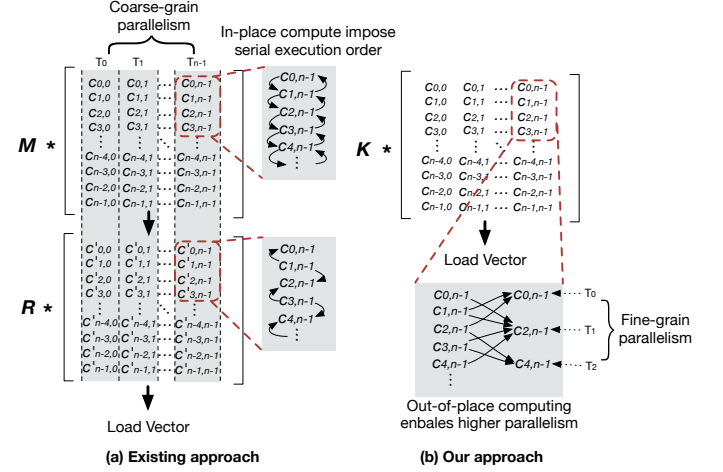 Coarse-grain
parallelism
T0 T1 Tn-1
In-place compute impose
serial execution order
M *
C0,0 C0,1 ····· C0,n-1
C1,0 C1,1 ····· C1,n-1
C2,0 C2,1 ····· C2,n-1
C3,0 C3,1 ····· C3,n-1
⋮ ⋮ ⋱ ⋮
Cn-4,0 Cn-4,1 ····· Cn-4,n-1
Cn-3,0 Cn-3,1 ····· Cn-3,n-1
Cn-2,0 Cn-2,1 ····· Cn-2,n-1
Cn-1,0 Cn-1,1 ····· Cn-1,n-1
C0,n-1
C1,n-1
C2,n-1
C3,n-1
C4,n-1
⋮
R *
C'0,0 C'0,1 ····· C'0,n-1
C'1,0 C'1,1 ····· C'1,n-1
C'2,0 C'2,1 ····· C'2,n-1
C'3,0 C'3,1 ····· C'3,n-1
⋮ ⋮ ⋱ ⋮
C'n-4,0 C'n-4,1 ····· C'n-4,n-1
C'n-3,0 C'n-3,1 ····· C'n-3,n-1
C'n-2,0 C'n-2,1 ····· C'n-2,n-1
C'n-1,0 C'n-1,1 ····· C'n-1,n-1
C0,n-1
C1,n-1
C2,n-1
C3,n-1
C4,n-1
⋮
Load Vector
(a) Existing approach
K *
C0,0 C0,1 ····· C0,n-1
C1,0 C1,1 ····· C1,n-1
C2,0 C2,1 ····· C2,n-1
C3,0 C3,1 ····· C3,n-1
⋮ ⋮ ⋱ ⋮
Cn-4,0 Cn-4,1 ····· Cn-4,n-1
Cn-3,0 Cn-3,1 ····· Cn-3,n-1
Cn-2,0 Cn-2,1 ····· Cn-2,n-1
Cn-1,0 Cn-1,1 ····· Cn-1,n-1
Load Vector
C0,n-1 C0,n-1 T0
C1,n-1
C2,n-1 C2,n-1 T1
C3,n-1
C4,n-1 C4,n-1 T2
⋮
Fine-grain
parallelism
Out-of-place computing
enbales higher parallelism
(b) Our approach